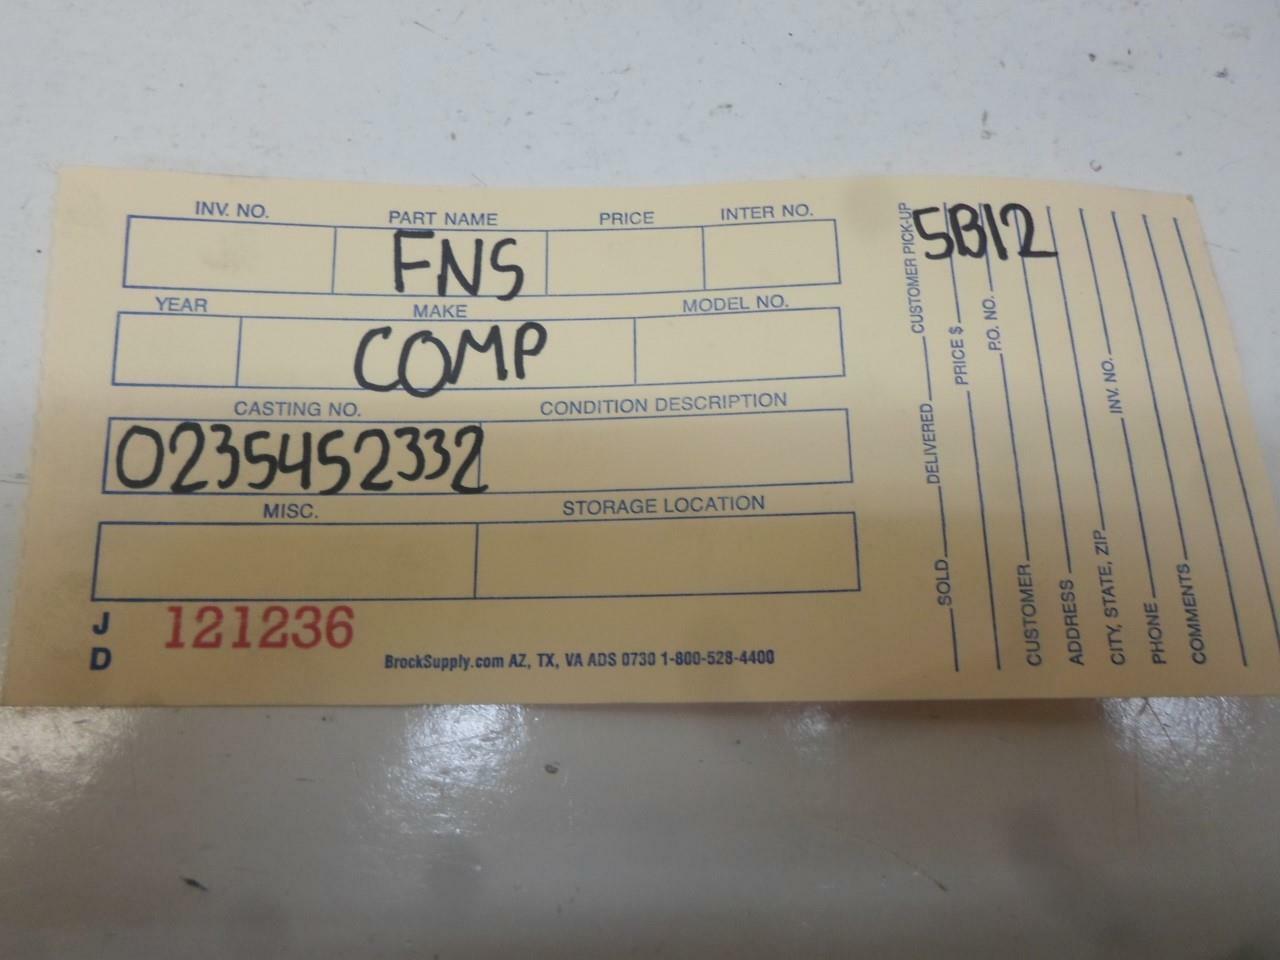 INV. NO. PART NAME PRICE INTER NO.
FNS
YEAR MAKE MODEL NO.
COMP
CASTING NO. CONDITION DESCRIPTION
0235452332
MISC. STORAGE LOCATION
J
D
121236
BrockSupply.com AZ, TX, VA ADS 0730 1-800-528-4400
5B12
SOLD DELIVERED CUSTOMER PICK-UP
PRICE $
P.O. NO.
CUSTOMER
ADDRESS
CITY, STATE, ZIP INV. NO.
PHONE
COMMENTS